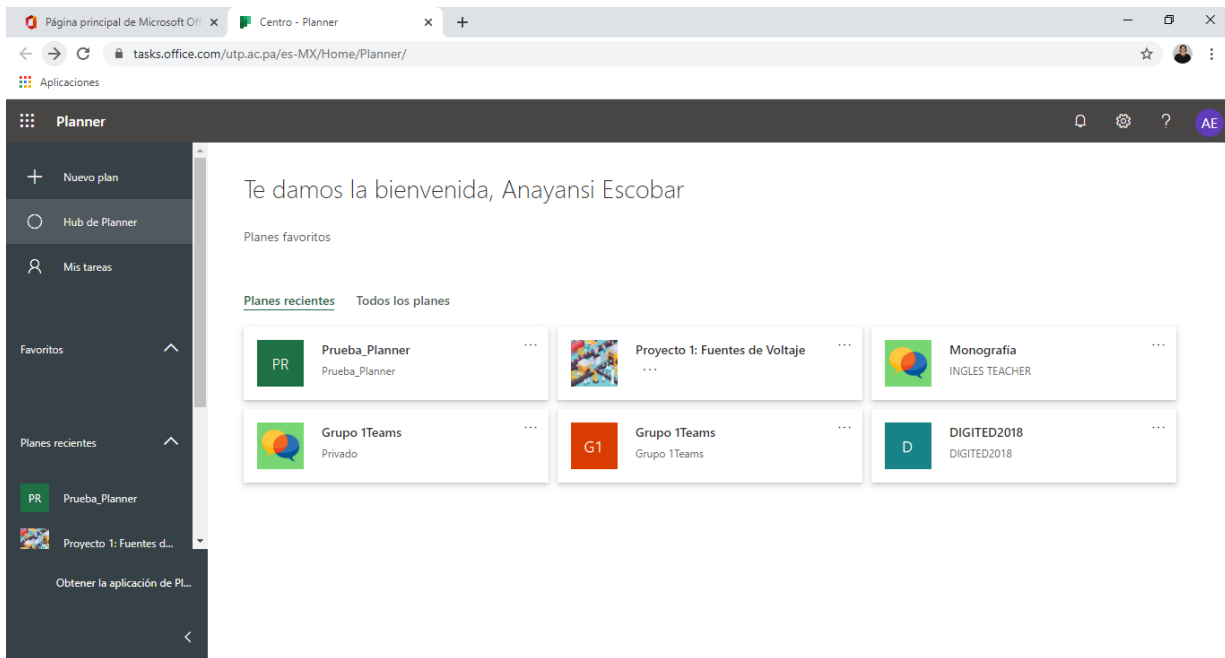 Página principal de Microsoft Off
Centro - Planner
tasks.office.com/utp.ac.pa/es-MX/Home/Planner/
Aplicaciones
Planner
AE
Nuevo plan
Hub de Planner
Mis tareas
Favoritos
Planes recientes
PR Prueba_Planner
Proyecto 1: Fuentes d...
Obtener la aplicación de Pl...
Te damos la bienvenida, Anayansi Escobar
Planes favoritos
Planes recientes Todos los planes
PR
Prueba_Planner
Prueba_Planner
Proyecto 1: Fuentes de Voltaje
...
Monografía
INGLES TEACHER
Grupo 1Teams
Privado
G1
Grupo 1Teams
Grupo 1Teams
D
DIGITED2018
DIGITED2018